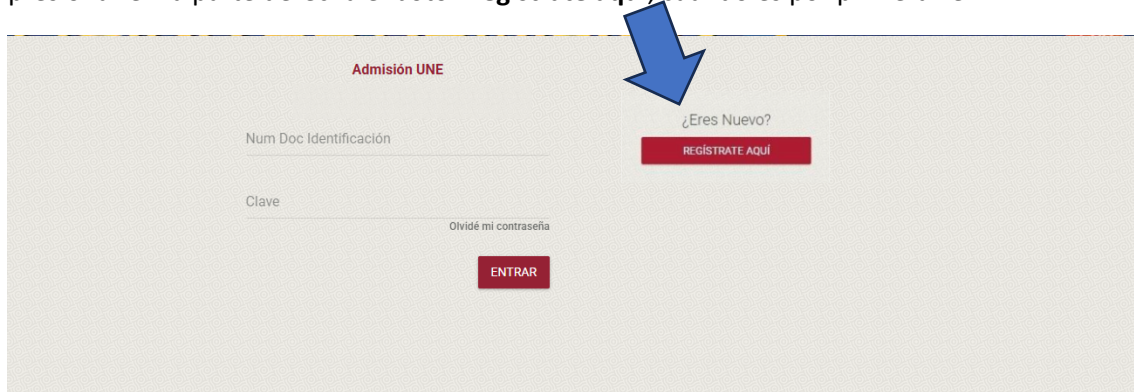 Admisión UNE
¿Eres Nuevo?
Num Doc Identificación
REGÍSTRATE AQUÍ
Clave
Olvidé mi contraseña
ENTRAR